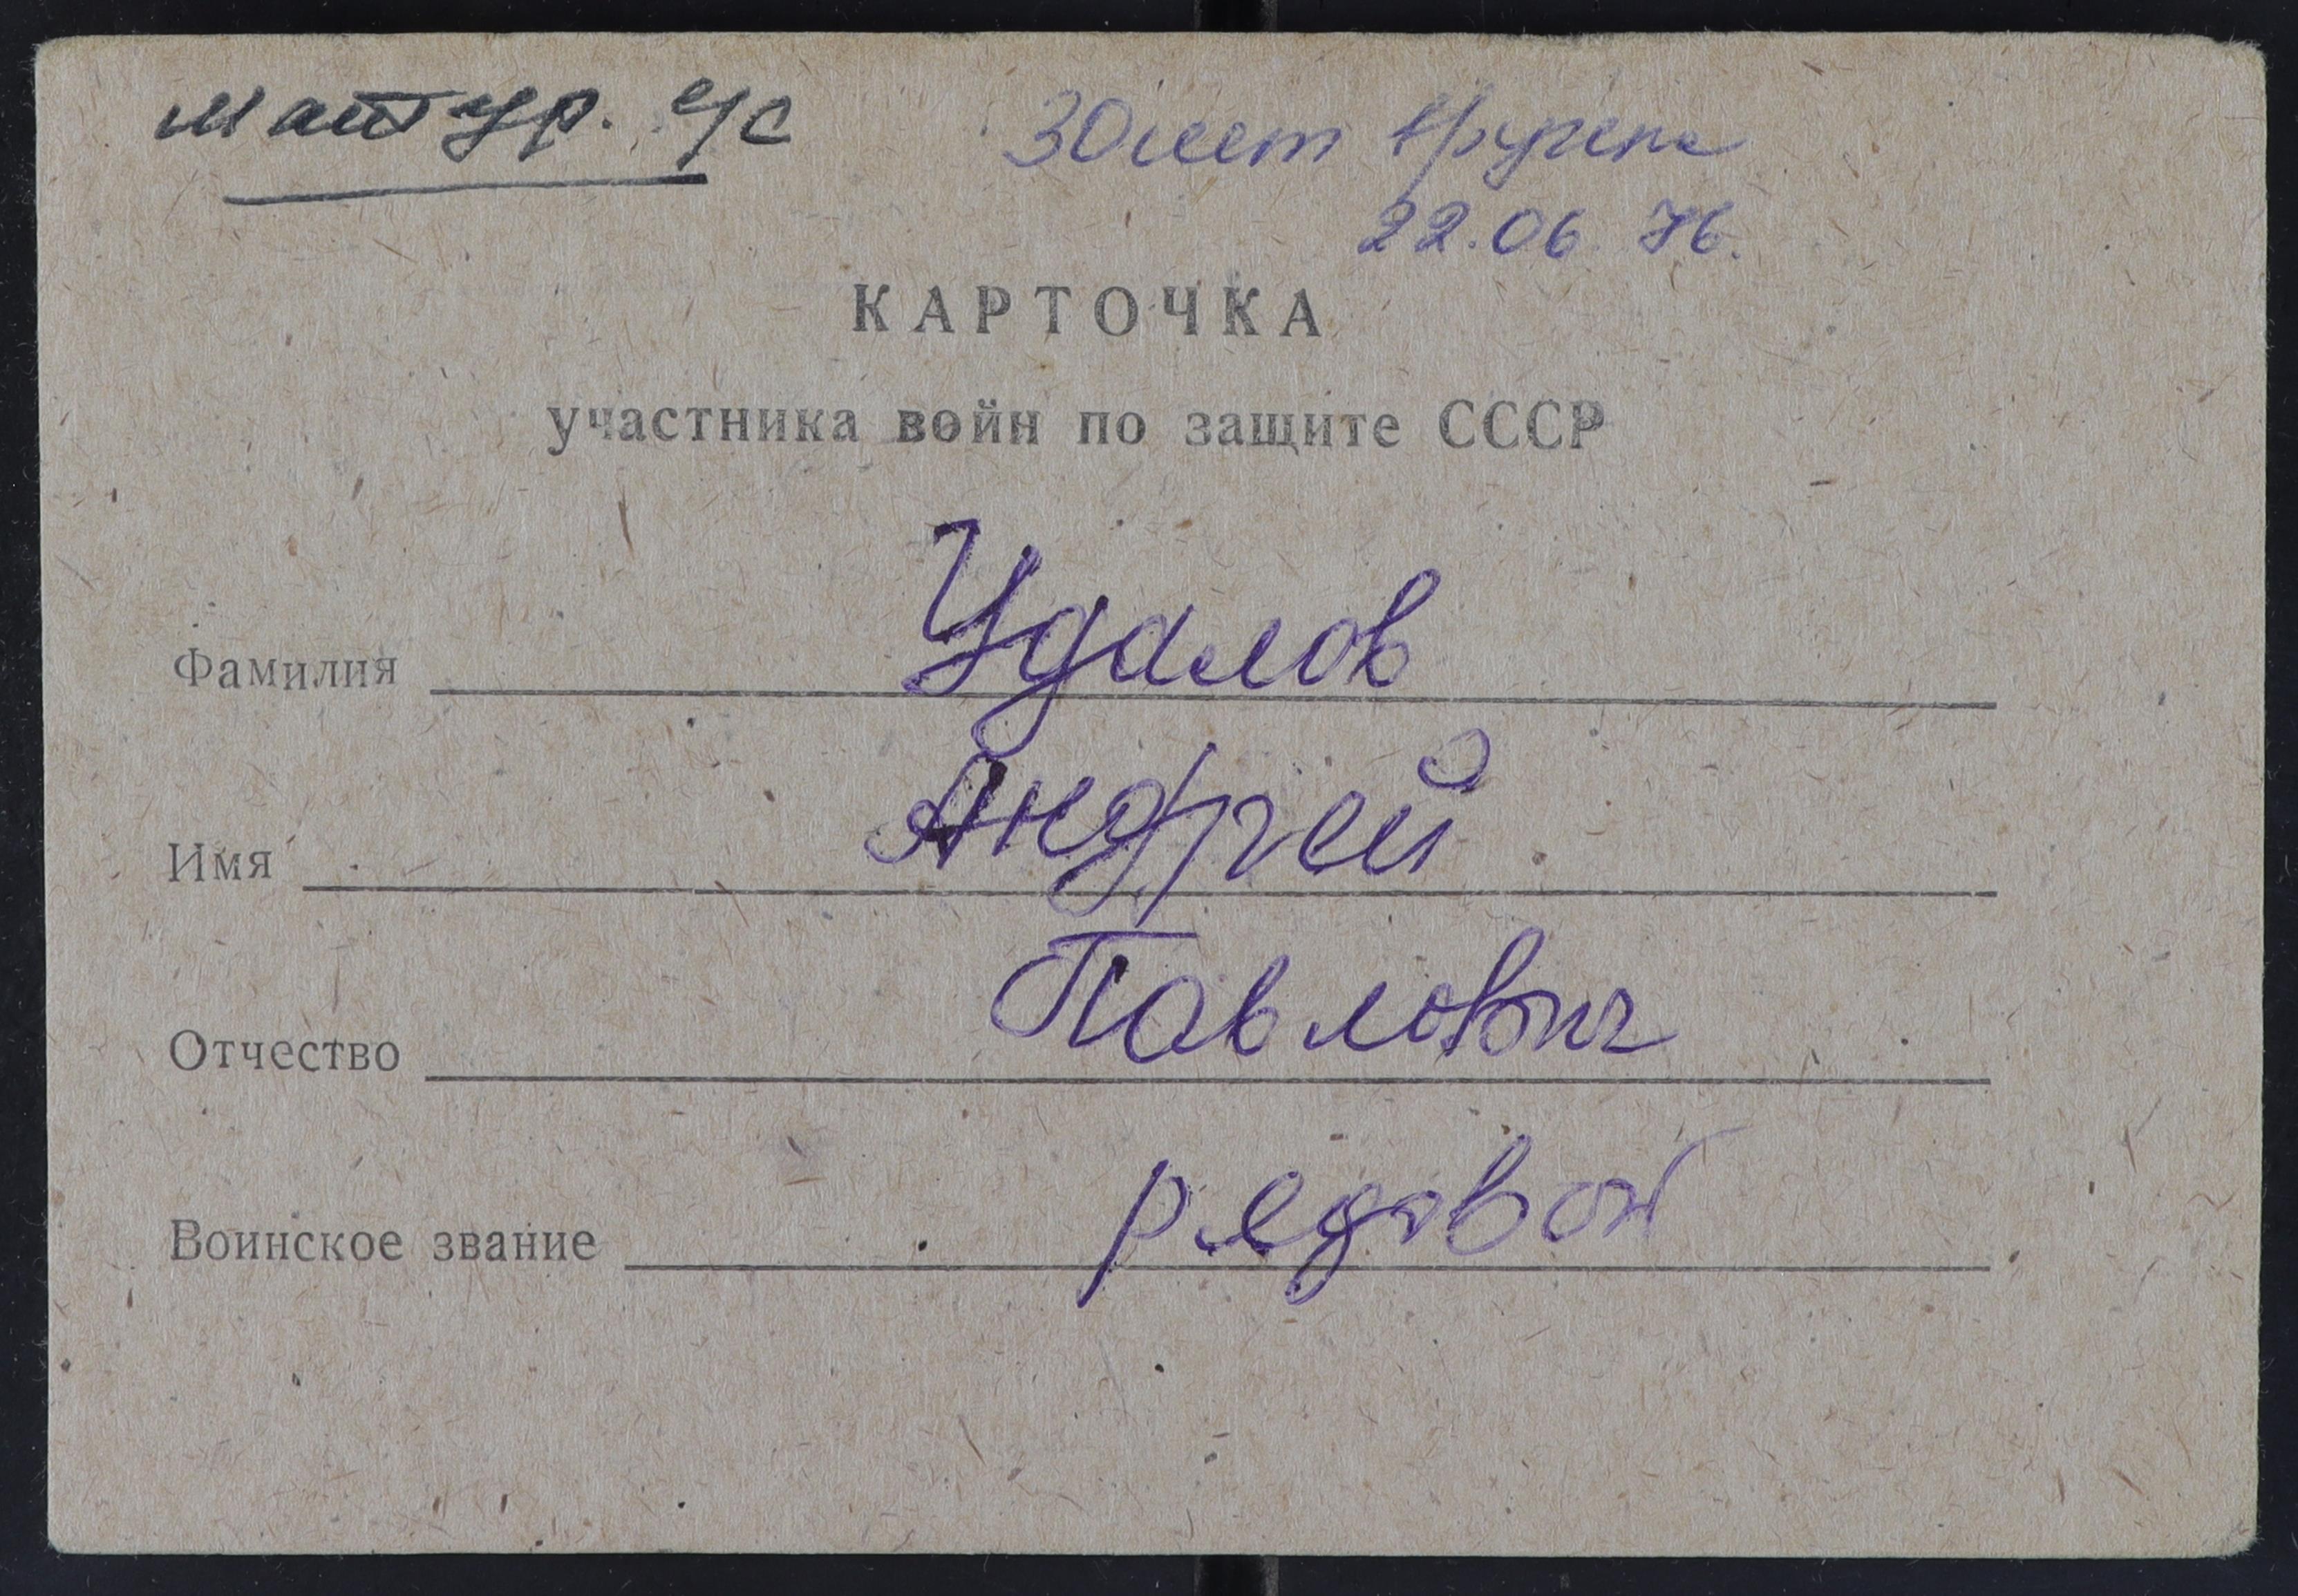 Матур. с/с 30 лет вручена
22.06.76.
КАРТОЧКА
участника войн по защите СССР
Фамилия Удалов
Имя Андрей
Отчество Павлович
Воинское звание рядовой